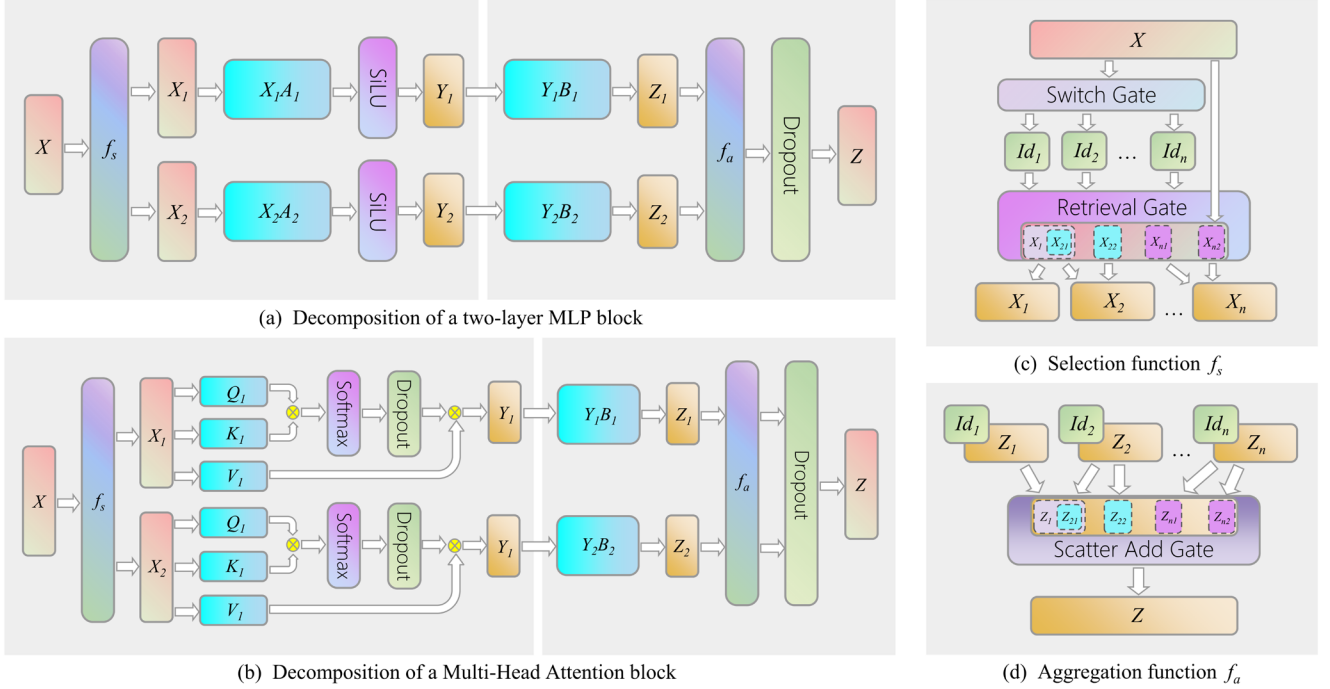 X
f_s
X_1
X_1A_1
SiLU
Y_1
Y_1B_1
Z_1
X_2
X_2A_2
SiLU
Y_2
Y_2B_2
Z_2
f_a
Dropout
Z
(a) Decomposition of a two-layer MLP block
X
f_s
X_1
Q_1
K_1
V_1
Softmax
Dropout
Y_1
Y_1B_1
Z_1
X_2
Q_1
K_1
V_1
Softmax
Dropout
Y_1
Y_2B_2
Z_2
f_a
Dropout
Z
(b) Decomposition of a Multi-Head Attention block
X
Switch Gate
Id_1 Id_2 … Id_n
Retrieval Gate
X_1 X_21 X_22 X_n1 X_n2
X_1 X_2 … X_n
(c) Selection function f_s
Id_1 Id_2 Id_n
Z_1 Z_2 … Z_n
Z_1 Z_21 Z_22 Z_n1 Z_n2
Scatter Add Gate
Z
(d) Aggregation function f_a